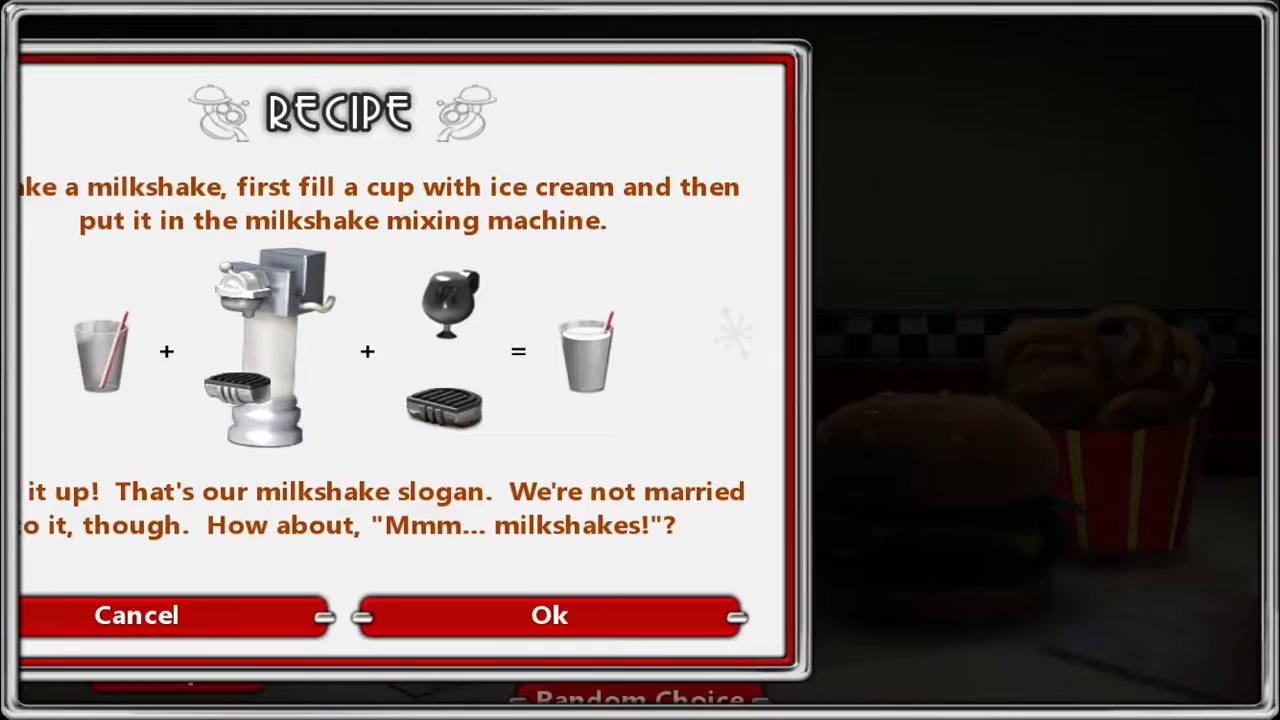 RECIPE
ke a milkshake, first fill a cup with ice cream and then
put it in the milkshake mixing machine.
+ + =
it up! That's our milkshake slogan. We're not married
o it, though. How about, "Mmm... milkshakes!"?
Cancel Ok
Random Choice